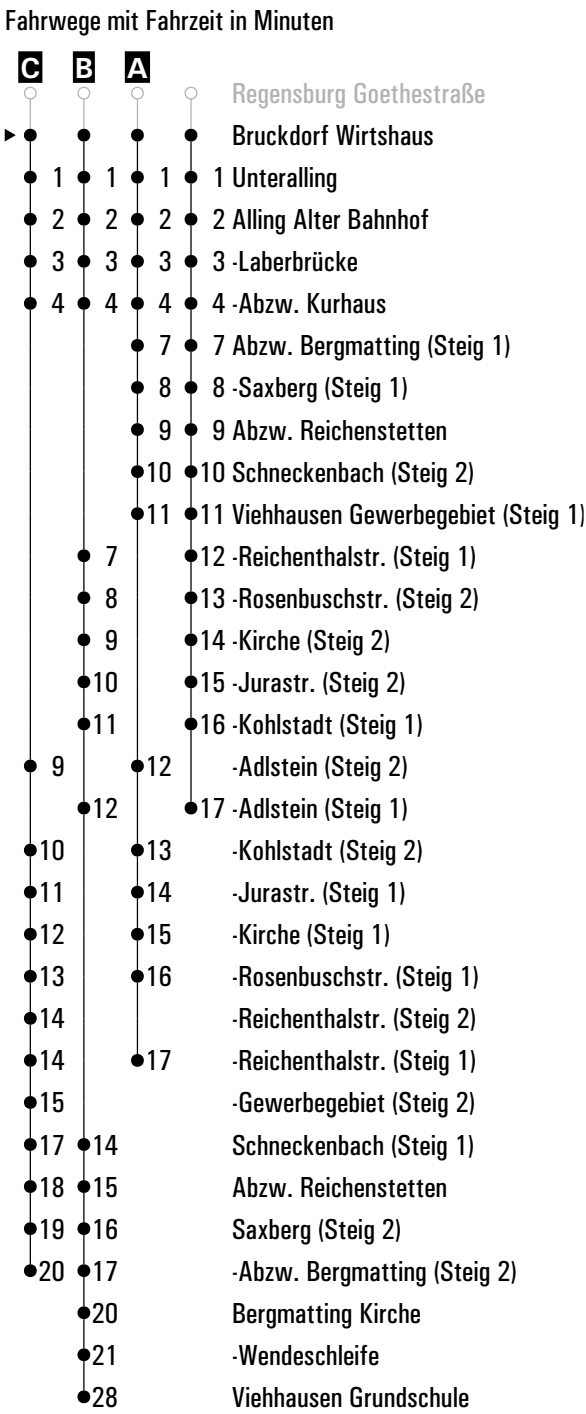 Fahrwege mit Fahrzeit in Minuten
C B A
Regensburg Goethestraße
Bruckdorf Wirtshaus
1 1 1 1 Unteralling
2 2 2 2 Alling Alter Bahnhof
3 3 3 3 -Laberbrücke
4 4 4 4 -Abzw. Kurhaus
7 7 Abzw. Bergmatting (Steig 1)
8 8 -Saxberg (Steig 1)
9 9 Abzw. Reichenstetten
10 10 Schneckenbach (Steig 2)
11 11 Viehhausen Gewerbegebiet (Steig 1)
7 12 -Reichenthalstr. (Steig 1)
8 13 -Rosenbuschstr. (Steig 2)
9 14 -Kirche (Steig 2)
10 15 -Jurastr. (Steig 2)
11 16 -Kohlstadt (Steig 1)
9 12 -Adlstein (Steig 2)
12 17 -Adlstein (Steig 1)
10 13 -Kohlstadt (Steig 2)
11 14 -Jurastr. (Steig 1)
12 15 -Kirche (Steig 1)
13 16 -Rosenbuschstr. (Steig 1)
14 -Reichenthalstr. (Steig 2)
14 17 -Reichenthalstr. (Steig 1)
15 -Gewerbegebiet (Steig 2)
17 14 Schneckenbach (Steig 1)
18 15 Abzw. Reichenstetten
19 16 Saxberg (Steig 2)
20 17 -Abzw. Bergmatting (Steig 2)
20 Bergmatting Kirche
21 -Wendeschleife
28 Viehhausen Grundschule